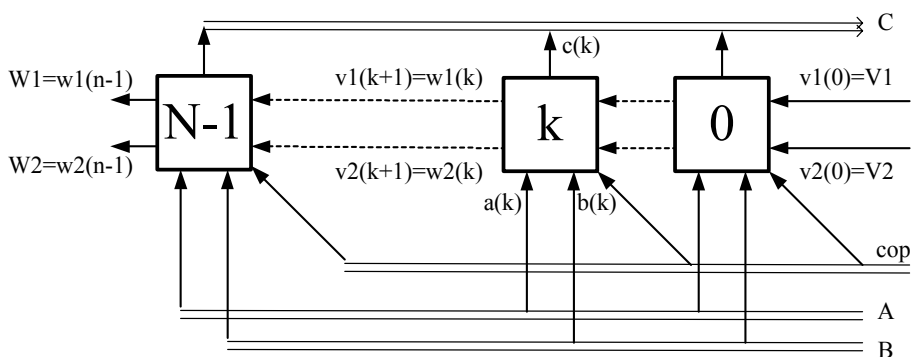 C
c(k)
W1=w1(n-1)
v1(k+1)=w1(k)
v1(0)=V1
N-1
k
0
W2=w2(n-1)
v2(k+1)=w2(k)
v2(0)=V2
a(k)
b(k)
cop
A
B